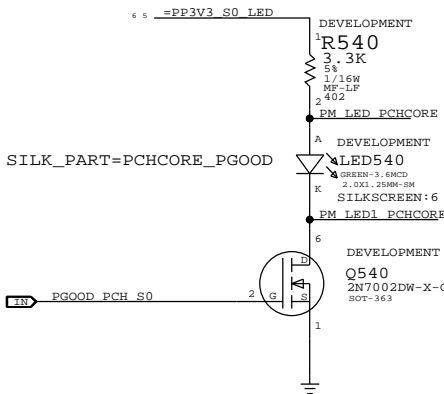 6 5 =PP3V3_S0_LED
DEVELOPMENT
1
R540
3.3K
5%
1/16W
MF-LF
402
2
PM_LED_PCHCORE
A
DEVELOPMENT
LED540
GREEN-3.6MCD
2.0X1.25MM-SM
K
SILKSCREEN:6
SILK_PART=PCHCORE_PGOOD
PM_LED1_PCHCORE
6
DEVELOPMENT
D
Q540
2N7002DW-X-G
SOT-363
IN PGOOD_PCH_S0 2 G S
1